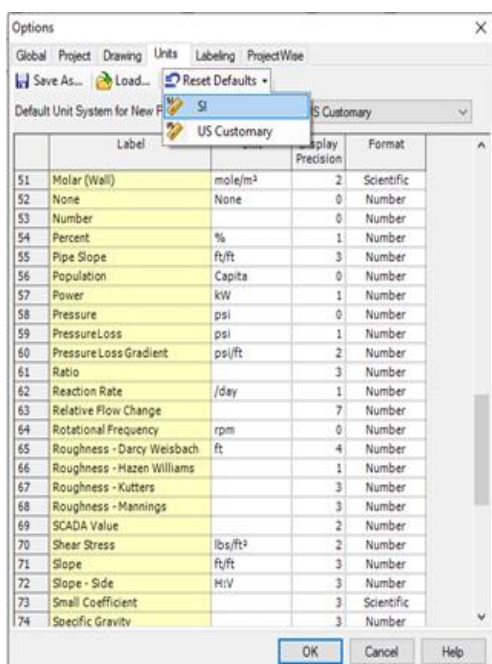 Options
Global Project Drawing Units Labeling ProjectWise
Save As... Load... Reset Defaults
SI
US Customary
Default Unit System for New US Customary
Label Display Precision Format
51 Molar (Wall) mole/m² 2 Scientific
52 None None 0 Number
53 Number 0 Number
54 Percent % 1 Number
55 Pipe Slope ft/ft 3 Number
56 Population Capita 0 Number
57 Power kW 1 Number
58 Pressure psi 0 Number
59 PressureLoss psi 1 Number
60 Pressure Loss Gradient psi/ft 2 Number
61 Ratio 3 Number
62 Reaction Rate /day 1 Number
63 Relative Flow Change 7 Number
64 Rotational Frequency rpm 0 Number
65 Roughness - Darcy Weisbach ft 4 Number
66 Roughness - Hazen Williams 1 Number
67 Roughness - Kutters 3 Number
68 Roughness - Mannings 3 Number
69 SCADA Value 2 Number
70 Shear Stress lbs/ft² 2 Number
71 Slope ft/ft 3 Number
72 Slope - Side H:V 3 Number
73 Small Coefficient 3 Scientific
74 Specific Gravity 3 Number
OK Cancel Help